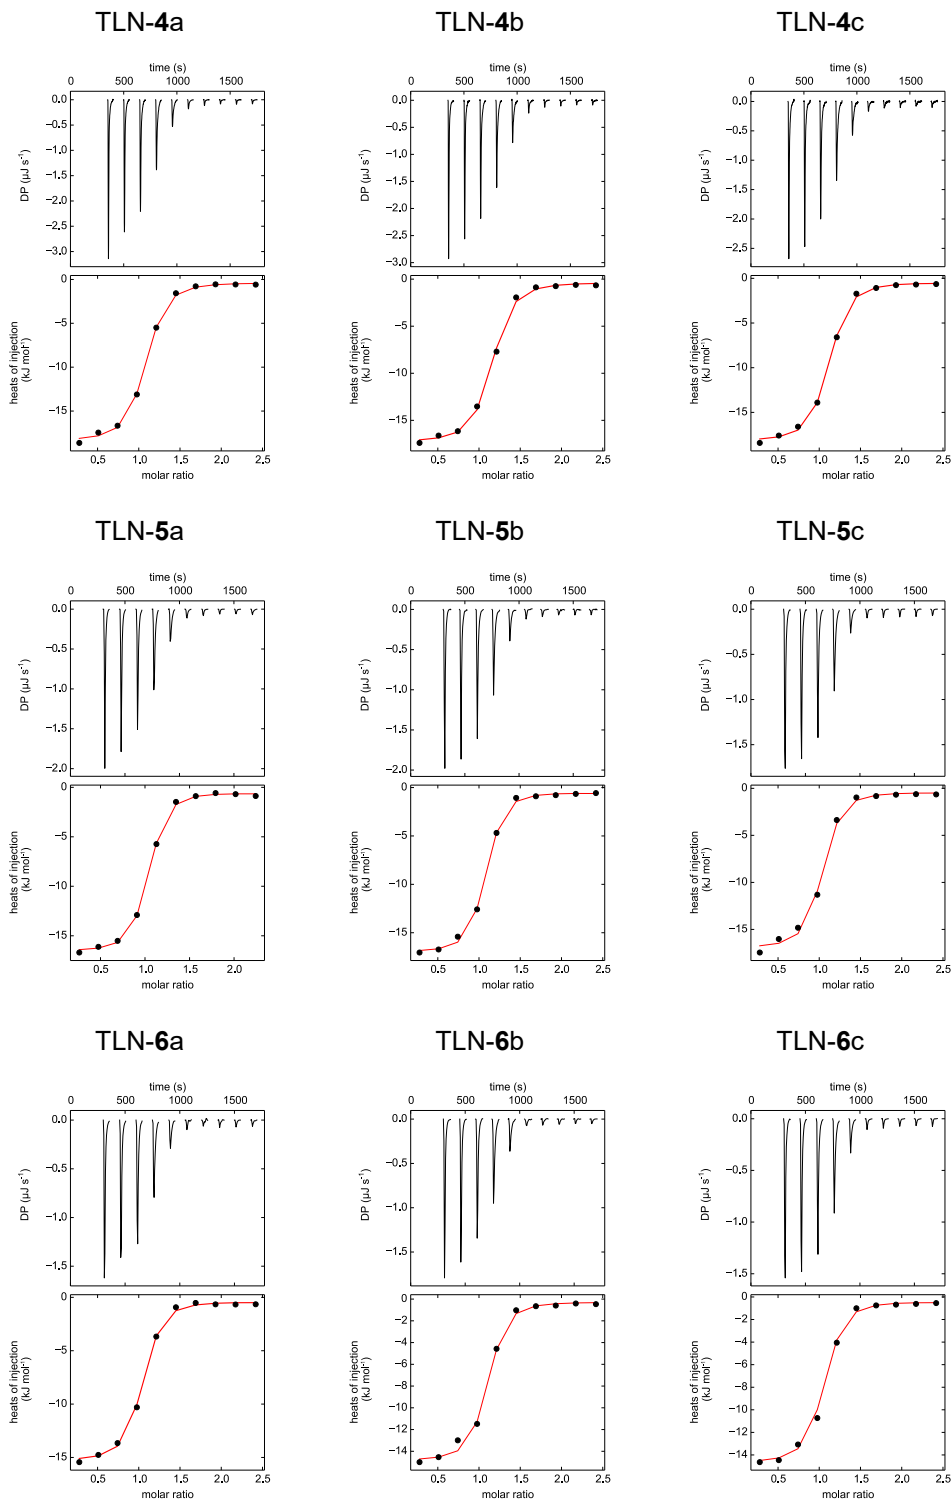 TLN-4a
TLN-4b
TLN-4c
time (s)
time (s)
time (s)
0 500 1000 1500
0 500 1000 1500
0 500 1000 1500
DP (µJ s⁻¹)
0.0
−0.5
−1.0
−1.5
−2.0
−2.5
−3.0
DP (µJ s⁻¹)
0.0
−0.5
−1.0
−1.5
−2.0
−2.5
−3.0
DP (µJ s⁻¹)
0.0
−0.5
−1.0
−1.5
−2.0
−2.5
heats of injection
(kJ mol⁻¹)
0
−5
−10
−15
heats of injection
(kJ mol⁻¹)
0
−5
−10
−15
heats of injection
(kJ mol⁻¹)
0
−5
−10
−15
0.5 1.0 1.5 2.0 2.5
0.5 1.0 1.5 2.0 2.5
0.5 1.0 1.5 2.0 2.5
molar ratio
molar ratio
molar ratio
TLN-5a
TLN-5b
TLN-5c
time (s)
time (s)
time (s)
0 500 1000 1500
0 500 1000 1500
0 500 1000 1500
DP (µJ s⁻¹)
0.0
−0.5
−1.0
−1.5
−2.0
DP (µJ s⁻¹)
0.0
−0.5
−1.0
−1.5
−2.0
DP (µJ s⁻¹)
0.0
−0.5
−1.0
−1.5
heats of injection
(kJ mol⁻¹)
0
−5
−10
−15
heats of injection
(kJ mol⁻¹)
0
−5
−10
−15
heats of injection
(kJ mol⁻¹)
0
−5
−10
−15
0.5 1.0 1.5 2.0
0.5 1.0 1.5 2.0 2.5
0.5 1.0 1.5 2.0 2.5
molar ratio
molar ratio
molar ratio
TLN-6a
TLN-6b
TLN-6c
time (s)
time (s)
time (s)
0 500 1000 1500
0 500 1000 1500
0 500 1000 1500
DP (µJ s⁻¹)
0.0
−0.5
−1.0
−1.5
DP (µJ s⁻¹)
0.0
−0.5
−1.0
−1.5
DP (µJ s⁻¹)
0.0
−0.5
−1.0
−1.5
heats of injection
(kJ mol⁻¹)
0
−5
−10
−15
heats of injection
(kJ mol⁻¹)
0
−2
−4
−6
−8
−10
−12
−14
heats of injection
(kJ mol⁻¹)
0
−2
−4
−6
−8
−10
−12
−14
0.5 1.0 1.5 2.0 2.5
0.5 1.0 1.5 2.0 2.5
0.5 1.0 1.5 2.0 2.5
molar ratio
molar ratio
molar ratio